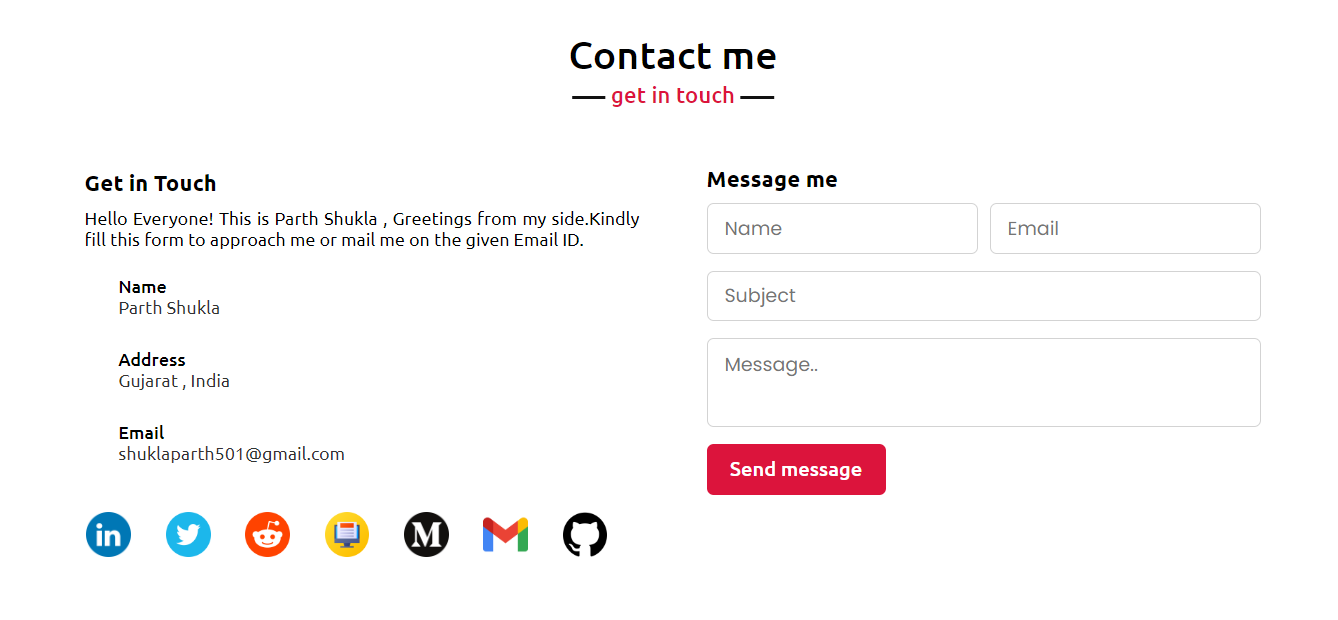 Contact me
get in touch
Get in Touch
Hello Everyone! This is Parth Shukla , Greetings from my side.Kindly
fill this form to approach me or mail me on the given Email ID.
Name
Parth Shukla
Address
Gujarat , India
Email
shuklaparth501@gmail.com
in
M
Message me
Name
Email
Subject
Message..
Send message